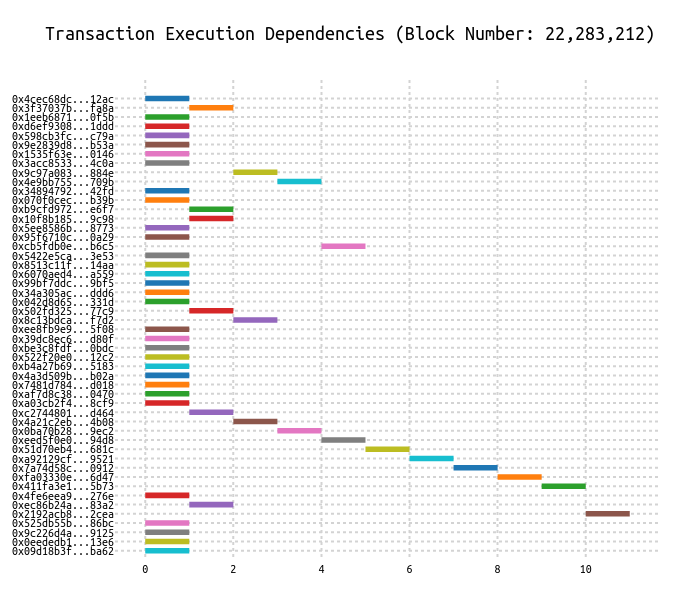 Transaction Execution Dependencies (Block Number: 22,283,212)
0x4cec68dc...12ac
0x3f37037b...fa8a
0x1eeb6871...0f5b
0xd6ef9308...1ddd
0x598cb3fc...c79a
0x9e2839d8...b53a
0x1535f63e...0146
0x3acc8533...4c0a
0x9c97a083...884e
0x4e9bb755...709b
0x34894792...42fd
0x070f0cec...b39b
0xb9cfd972...e6f7
0x10f8b185...9c98
0x5ee8586b...8773
0x95f6710c...0a29
0xcb5fdb0e...b6c5
0x5422e5ca...3e53
0x8513c11f...14aa
0x6070aed4...a559
0x99bf7ddc...9bf5
0x34a305ac...ddd6
0x042d8d65...331d
0x502fd325...77c9
0x8c13bdca...f7d2
0xee8fb9e9...5f08
0x39dc8ec6...d80f
0xbe3c8fdf...0bdc
0x522f20e0...12c2
0xb4a27b69...5183
0x4a3d509b...b02a
0x7481d784...d018
0xaf7d8c38...0470
0xa03cb2f4...8cf9
0xc2744801...d464
0x4a21c2eb...4b08
0x0ba70b28...9ec2
0xeed5f0e0...94d8
0x51d70eb4...681c
0xa92129cf...9521
0x7a74d58c...0912
0xfa03330e...6d47
0x411fa3e1...5b73
0x4fe6eea9...276e
0xec86b24a...83a2
0x2192acb8...2cea
0x525db55b...86bc
0x9c226d4a...9125
0x0eededb1...13e6
0x09d18b3f...ba62
0 2 4 6 8 10